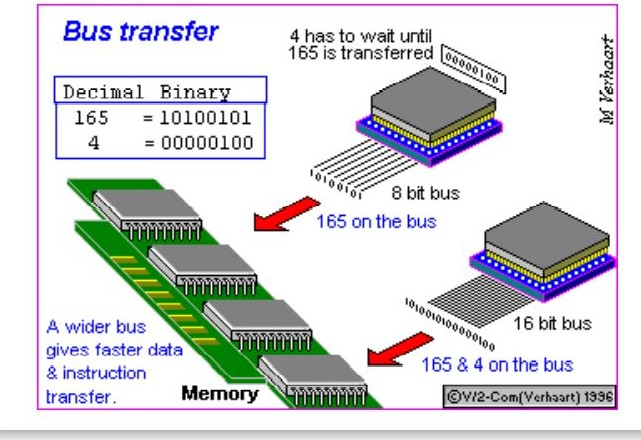 Bus transfer
4 has to wait until
165 is transferred
00000100
M Verhaart
Decimal Binary
165 = 10100101
4 = 00000100
10100101
8 bit bus
165 on the bus
1010010100000100
16 bit bus
165 & 4 on the bus
A wider bus
gives faster data
& instruction
transfer.
Memory
©V/2-Com(Verhaart) 1996